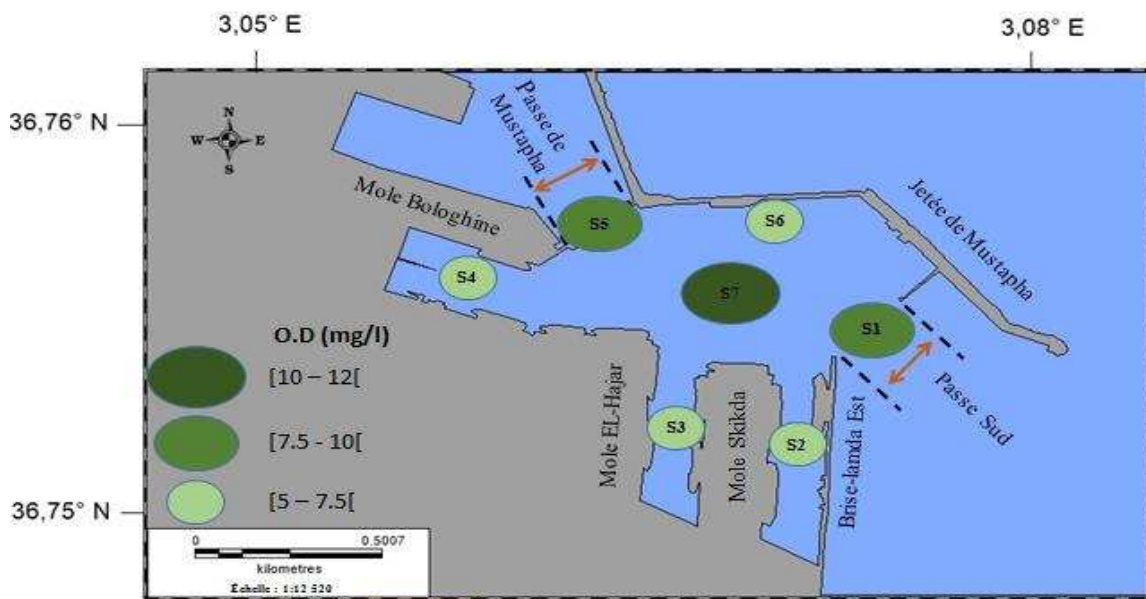 3,05° E
3,08° E
36,76° N
N
W E
S
Passe de
Mustapha
Mole Bologhine
Jetée de Mustapha
S5
S6
S4
S7
S1
O.D (mg/l)
[10 – 12[
[7.5 - 10[
[5 – 7.5[
Mole EL-Hajar
Mole Skikda
Brise-lamda Est
Passe Sud
S3
S2
36,75° N
0 0.5007
kilometres
Échelle : 1:12 520